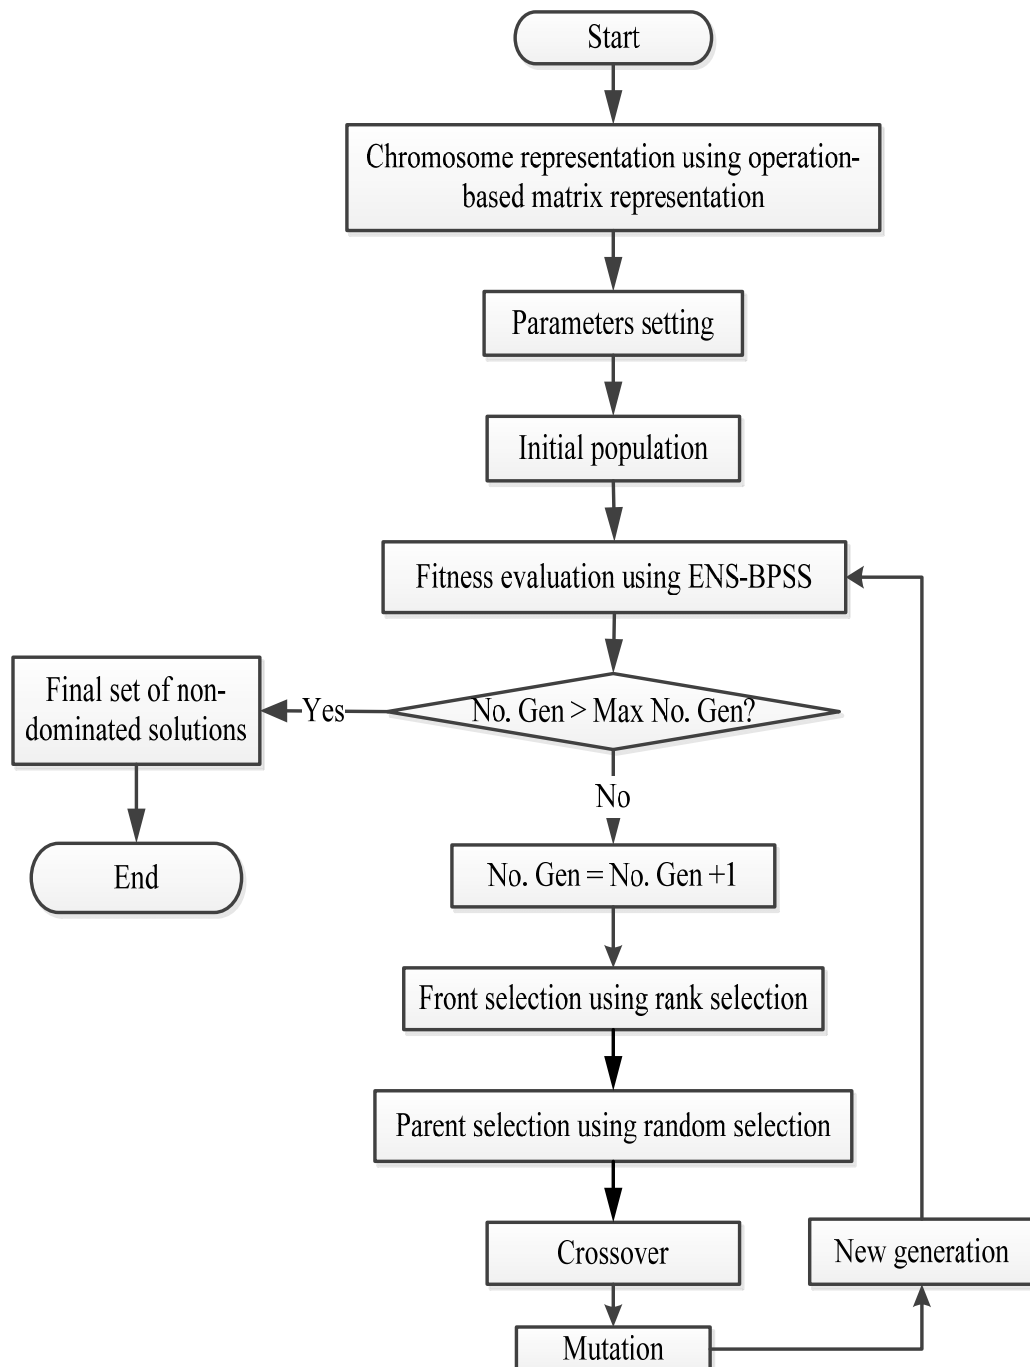 Start
Chromosome representation using operation-
based matrix representation
Parameters setting
Initial population
Fitness evaluation using ENS-BPSS
No. Gen > Max No. Gen?
Yes
Final set of non-
dominated solutions
End
No
No. Gen = No. Gen +1
Front selection using rank selection
Parent selection using random selection
Crossover
Mutation
New generation